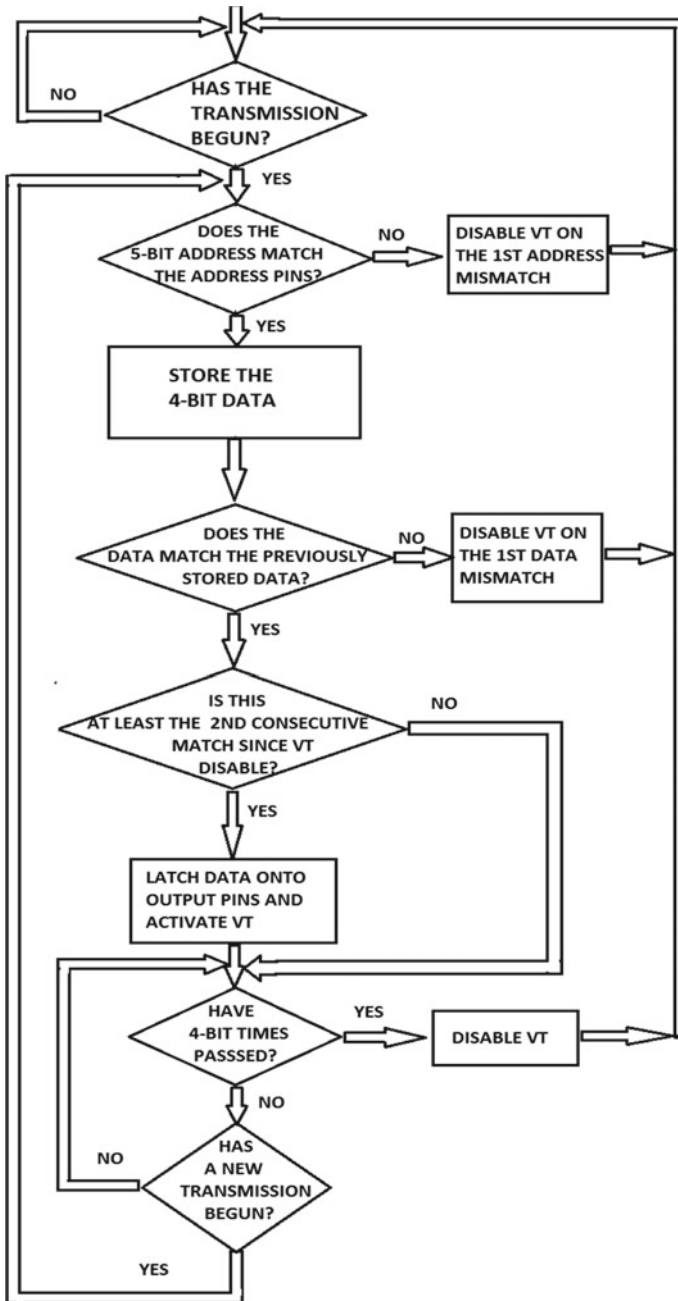 HAS THE
TRANSMISSION
BEGUN?
NO
YES
DOES THE
5-BIT ADDRESS MATCH
THE ADDRESS PINS?
NO
DISABLE VT ON
THE 1ST ADDRESS
MISMATCH
YES
STORE THE
4-BIT DATA
DOES THE
DATA MATCH THE PREVIOUSLY
STORED DATA?
NO
DISABLE VT ON
THE 1ST DATA
MISMATCH
YES
IS THIS
AT LEAST THE 2ND CONSECUTIVE
MATCH SINCE VT
DISABLE?
NO
YES
LATCH DATA ONTO
OUTPUT PINS AND
ACTIVATE VT
HAVE
4-BIT TIMES
PASSSED?
YES
DISABLE VT
NO
HAS
A NEW
TRANSMISSION
BEGUN?
NO
YES